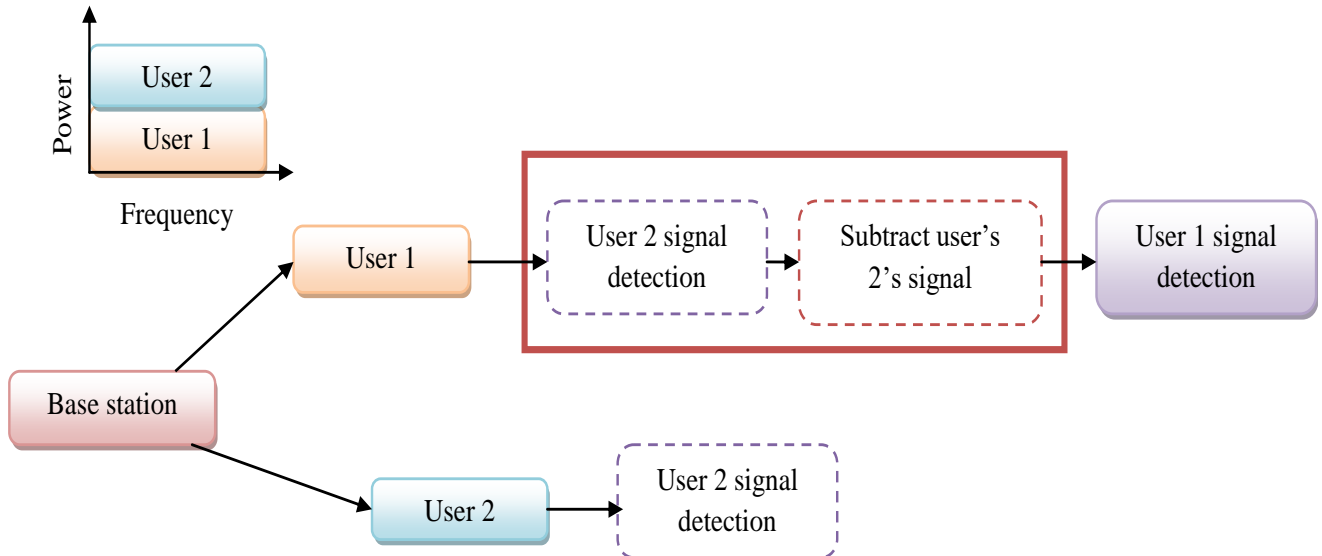 Power
User 2
User 1
Frequency
User 1
User 2 signal
detection
Subtract user's
2's signal
User 1 signal
detection
Base station
User 2
User 2 signal
detection